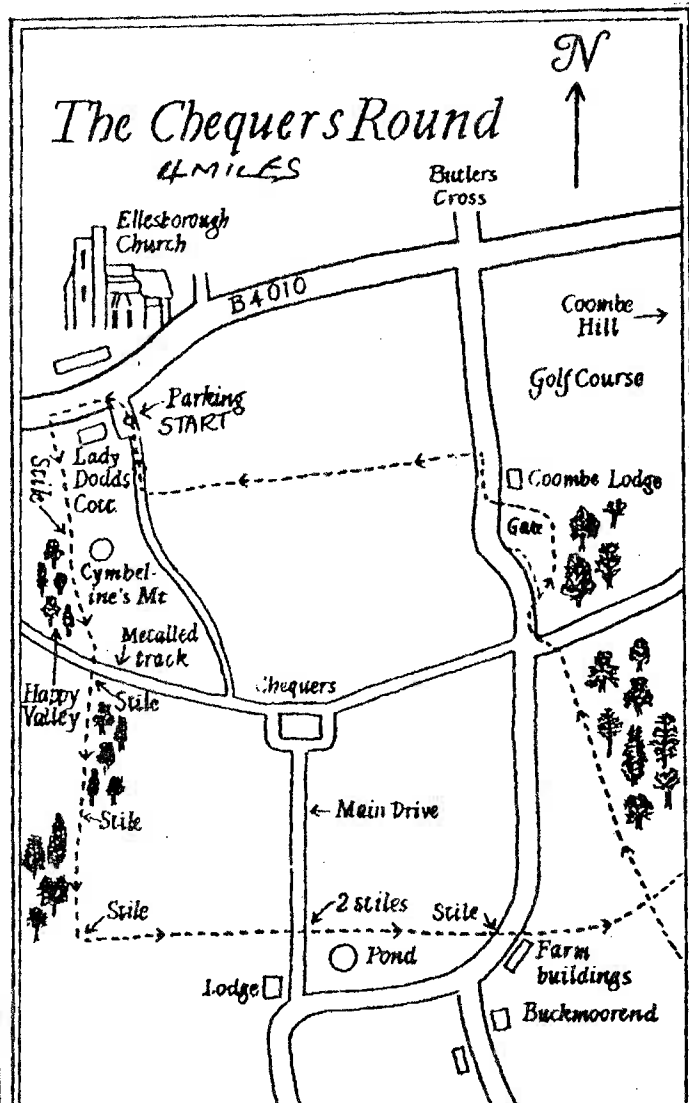 N
The Chequers Round
4 MILES
Butlers
Cross
Ellesborough
Church
B4010
Coombe
Hill
Golf Course
Parking
START
Stile
Lady
Dodds
Cott.
Coombe Lodge
Gate
Cymbel-
ine's Mt
Metalled
track
Happy
Valley
Stile
Chequers
Main Drive
Stile
Stile
2 stiles
Stile
Pond
Farm
buildings
Lodge
Buckmoorend